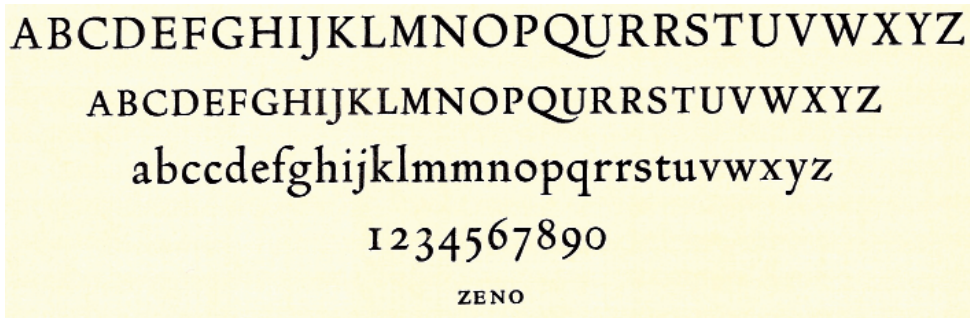 ABCDEFGHIJKLMNOPQURRSTUVWXYZ
ABCDEFGHIJKLMNOPQURRSTUVWXYZ
abccdefghijklmmnopqrrstuvwxyz
1234567890
ZENO